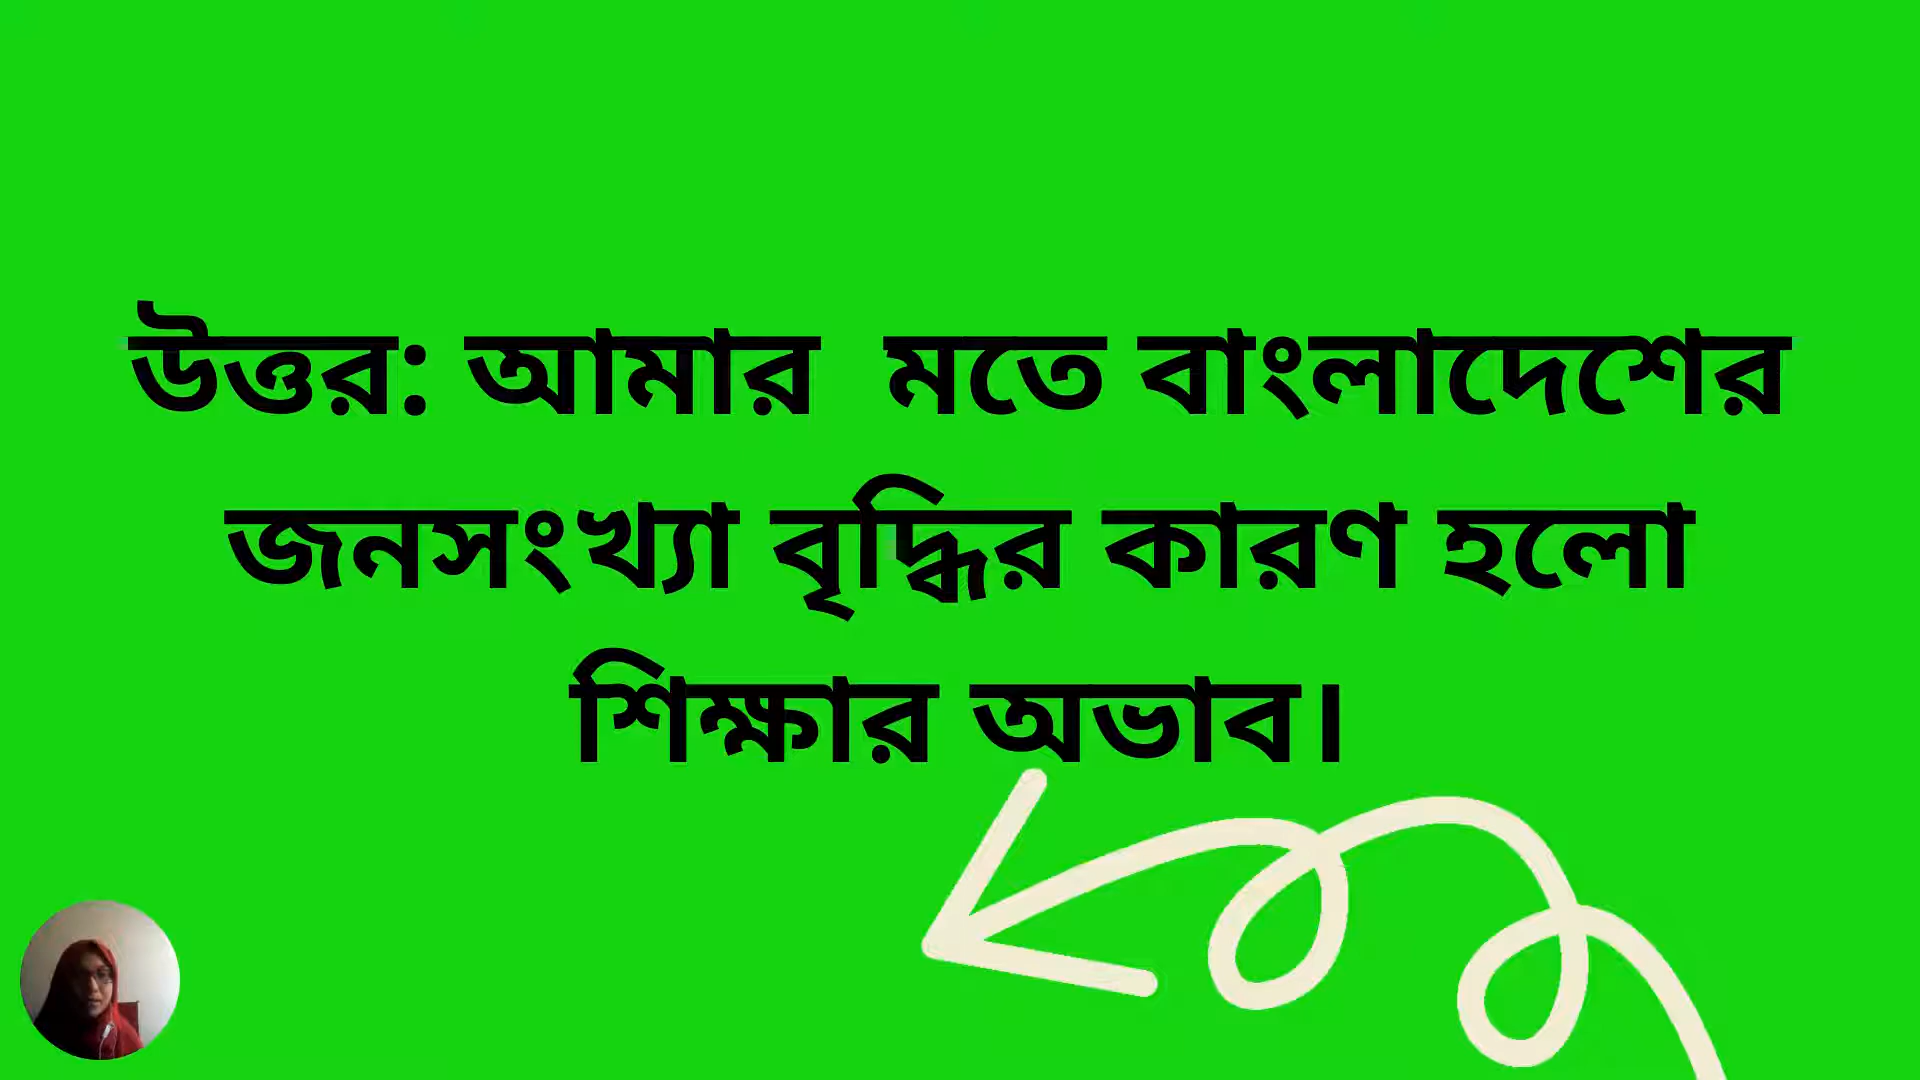 উত্তর: আমার  মতে বাংলাদেশের
জনসংখ্যা বৃদ্ধির কারণ হলো
শিক্ষার অভাব।